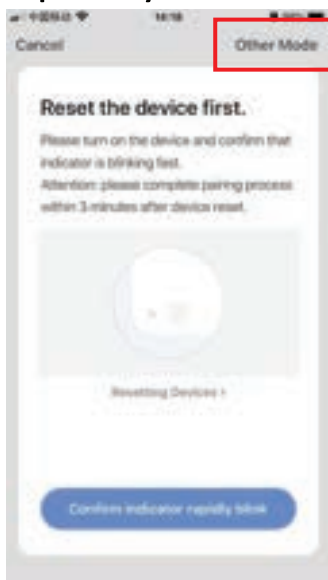 Cancel Other Mode
Reset the device first.
Please turn on the device and confirm that
indicator is blinking fast.
Attention: please complete pairing process
within 3 minutes after device reset.
Resetting Devices >
Confirm indicator rapidly blink